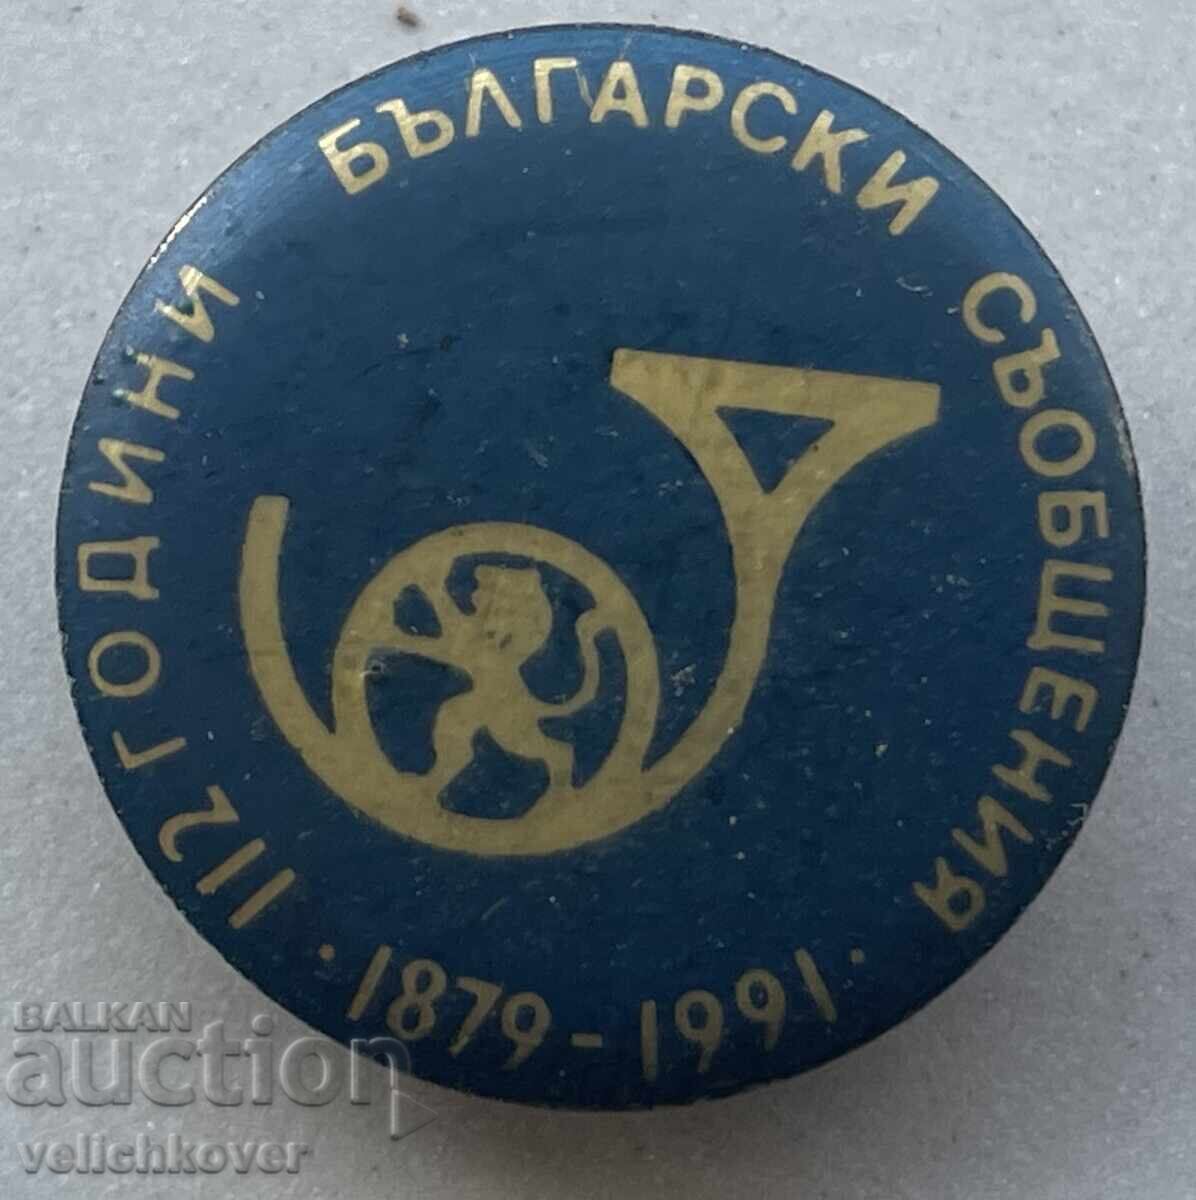 112 ГОДИНИ БЪЛГАРСКИ СЪОБЩЕНИЯ
· 1879 - 1991 ·
BALKAN
auction
velichkover